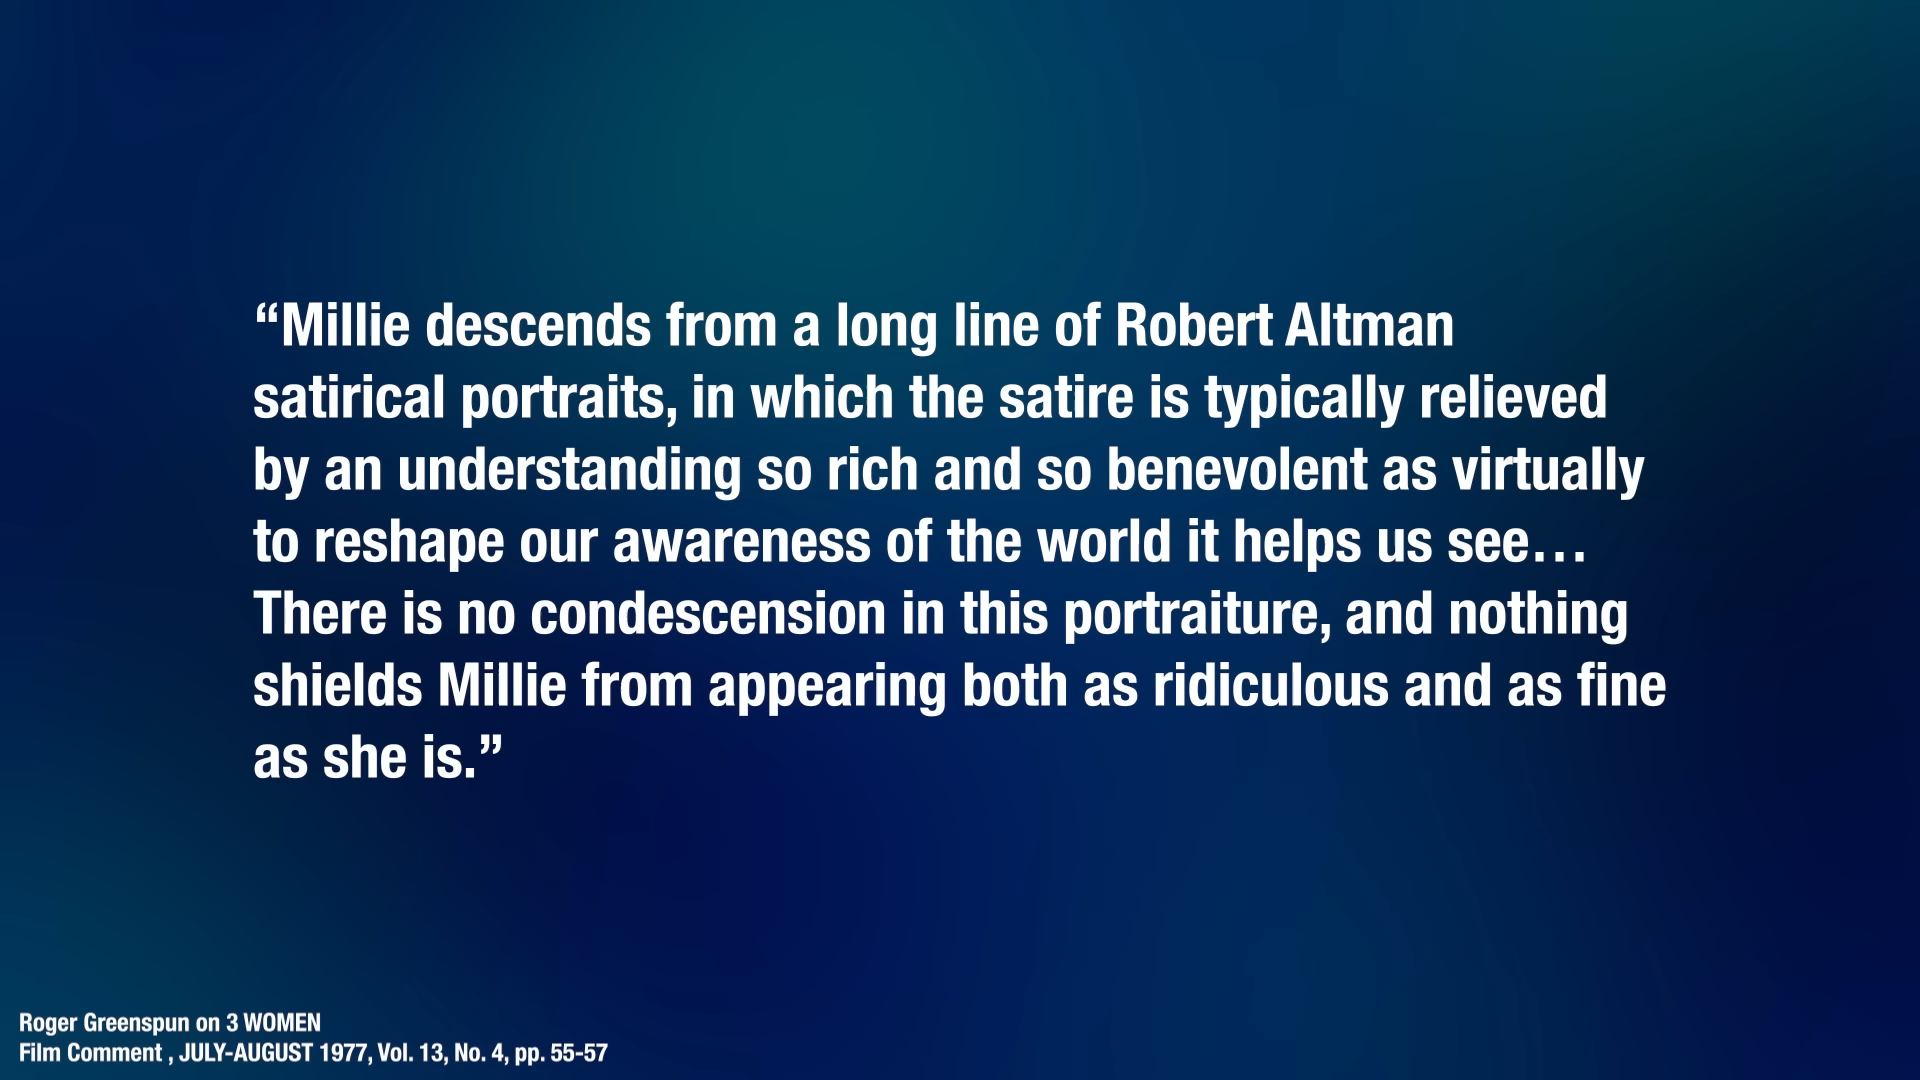 “Millie descends from a long line of Robert Altman
satirical portraits, in which the satire is typically relieved
by an understanding so rich and so benevolent as virtually
to reshape our awareness of the world it helps us see…
There is no condescension in this portraiture, and nothing
shields Millie from appearing both as ridiculous and as fine
as she is.”
Roger Greenspun on 3 WOMEN
Film Comment , JULY-AUGUST 1977, Vol. 13, No. 4, pp. 55-57